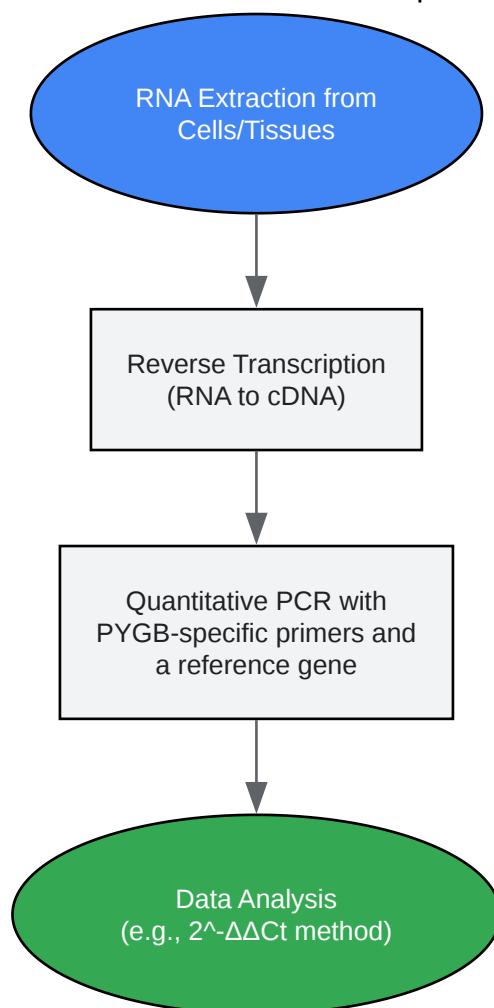 RNA Extraction from
Cells/Tissues
Reverse Transcription
(RNA to cDNA)
Quantitative PCR with
PYGB-specific primers and
a reference gene
Data Analysis
(e.g., 2^-ΔΔCt method)